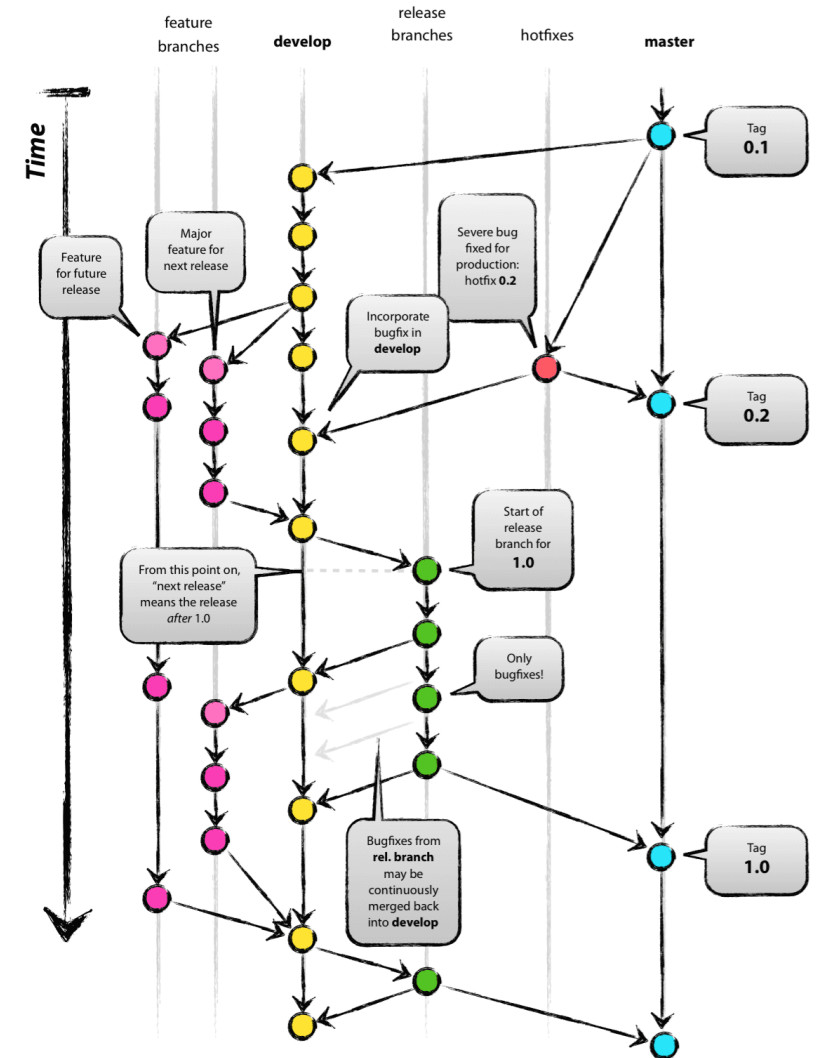 feature
branches
develop
release
branches
hotfixes
master
Time
Tag
0.1
Feature
for future
release
Major
feature for
next release
Severe bug
fixed for
production:
hotfix 0.2
Incorporate
bugfix in
develop
Tag
0.2
Start of
release
branch for
1.0
From this point on,
“next release”
means the release
after 1.0
Only
bugfixes!
Bugfixes from
rel. branch
may be
continuously
merged back
into develop
Tag
1.0